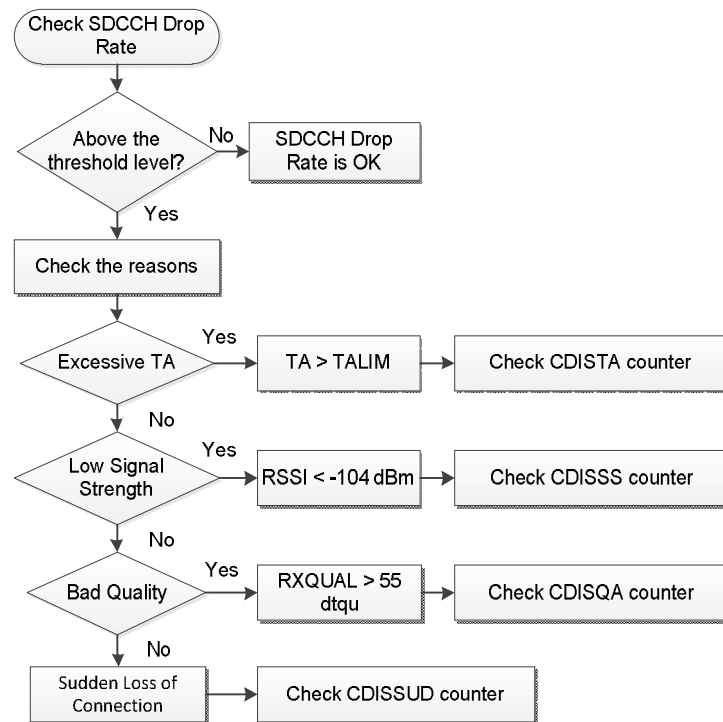 Check SDCCH Drop
Rate
Above the
threshold level?
No
SDCCH Drop
Rate is OK
Yes
Check the reasons
Excessive TA
Yes
TA > TALIM
Check CDISTA counter
No
Low Signal
Strength
Yes
RSSI < -104 dBm
Check CDISSS counter
No
Bad Quality
Yes
RXQUAL > 55
dtqu
Check CDISQA counter
No
Sudden Loss of
Connection
Check CDISSUD counter